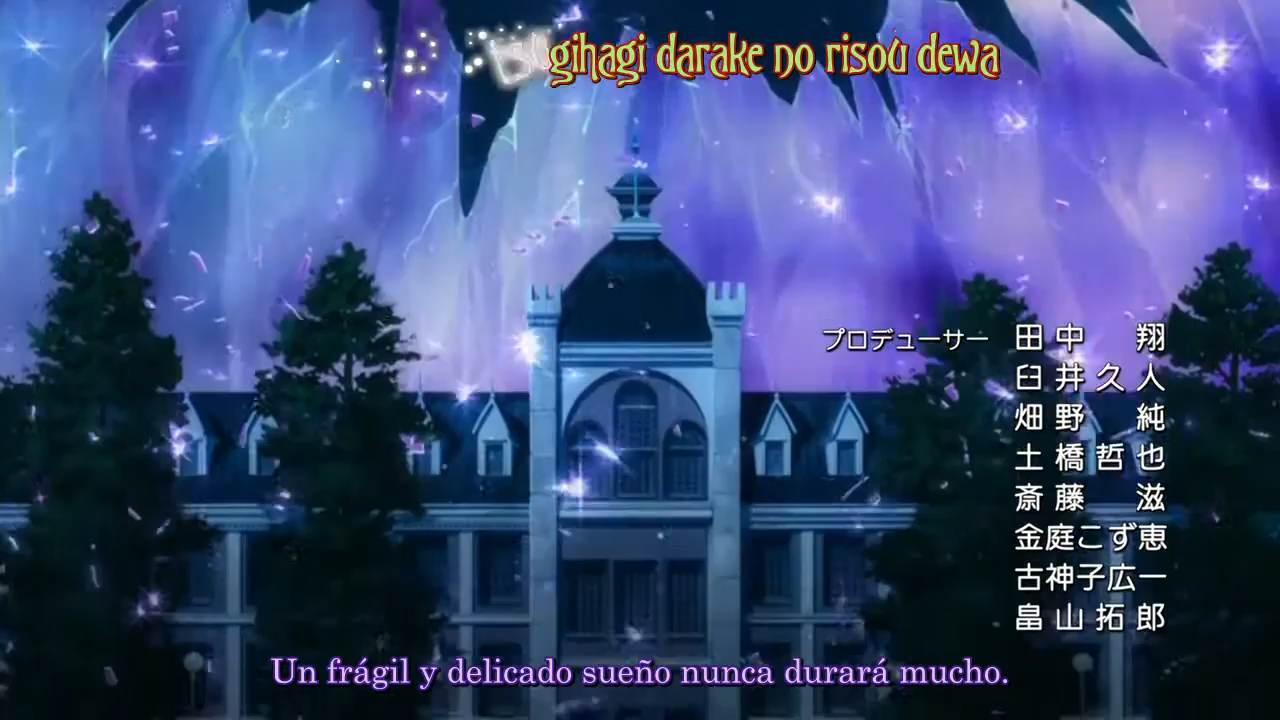 gihagi darake no risou dewa
プロデューサー 田中 翔
臼井久人
畑野 純
土橋哲也
斎藤 滋
金庭こず恵
古神子広一
畠山拓郎
Un frágil y delicado sueño nunca durará mucho.